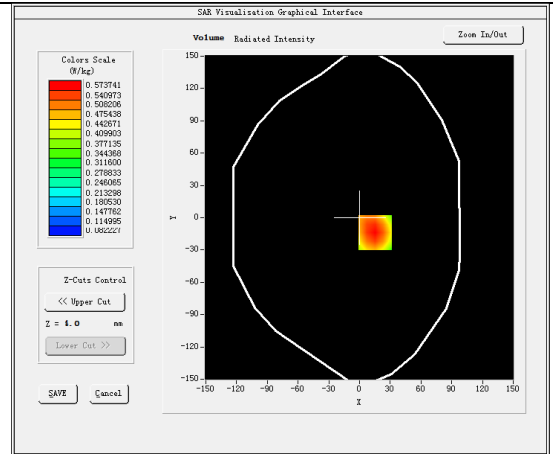 SAR Visualisation Graphical Interface
Volume Radiated Intensity
Zoom In/Out
Colors Scale
(W/kg)
0.573741
0.540973
0.508206
0.475438
0.442671
0.409903
0.377135
0.344368
0.311600
0.278833
0.246065
0.213298
0.180530
0.147762
0.114995
0.082227
150
120
90
60
30
0
-30
-60
-90
-120
-150
Y
-150 -120 -90 -60 -30 0 30 60 90 120 150
X
Z-Cuts Control
<< Upper Cut
Z = 4.0 mm
Lower Cut >>
SAVE Cancel